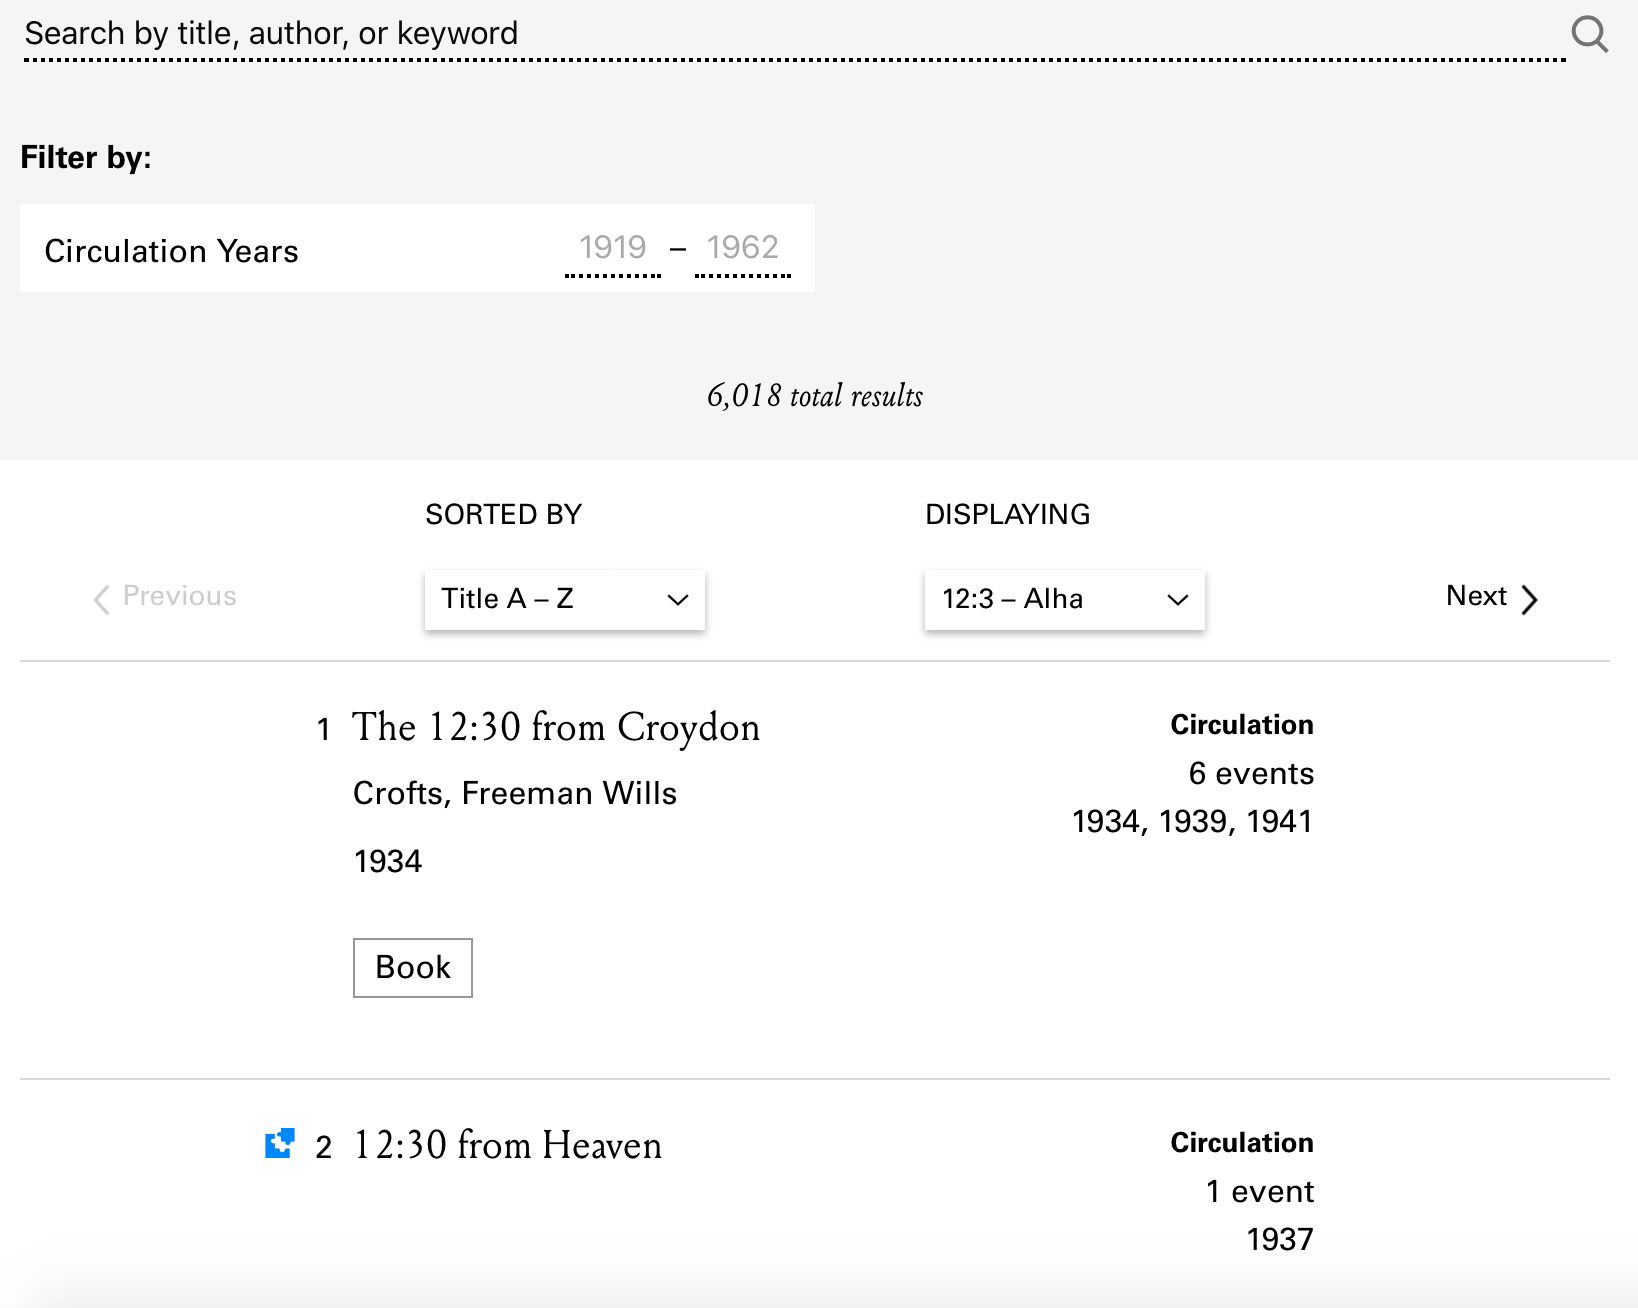 Search by title, author, or keyword
Filter by:
Circulation Years 1919 – 1962
6,018 total results
SORTED BY
DISPLAYING
Previous
Title A – Z
12:3 – Alha
Next
1 The 12:30 from Croydon
Crofts, Freeman Wills
1934
Book
Circulation
6 events
1934, 1939, 1941
2 12:30 from Heaven
Circulation
1 event
1937